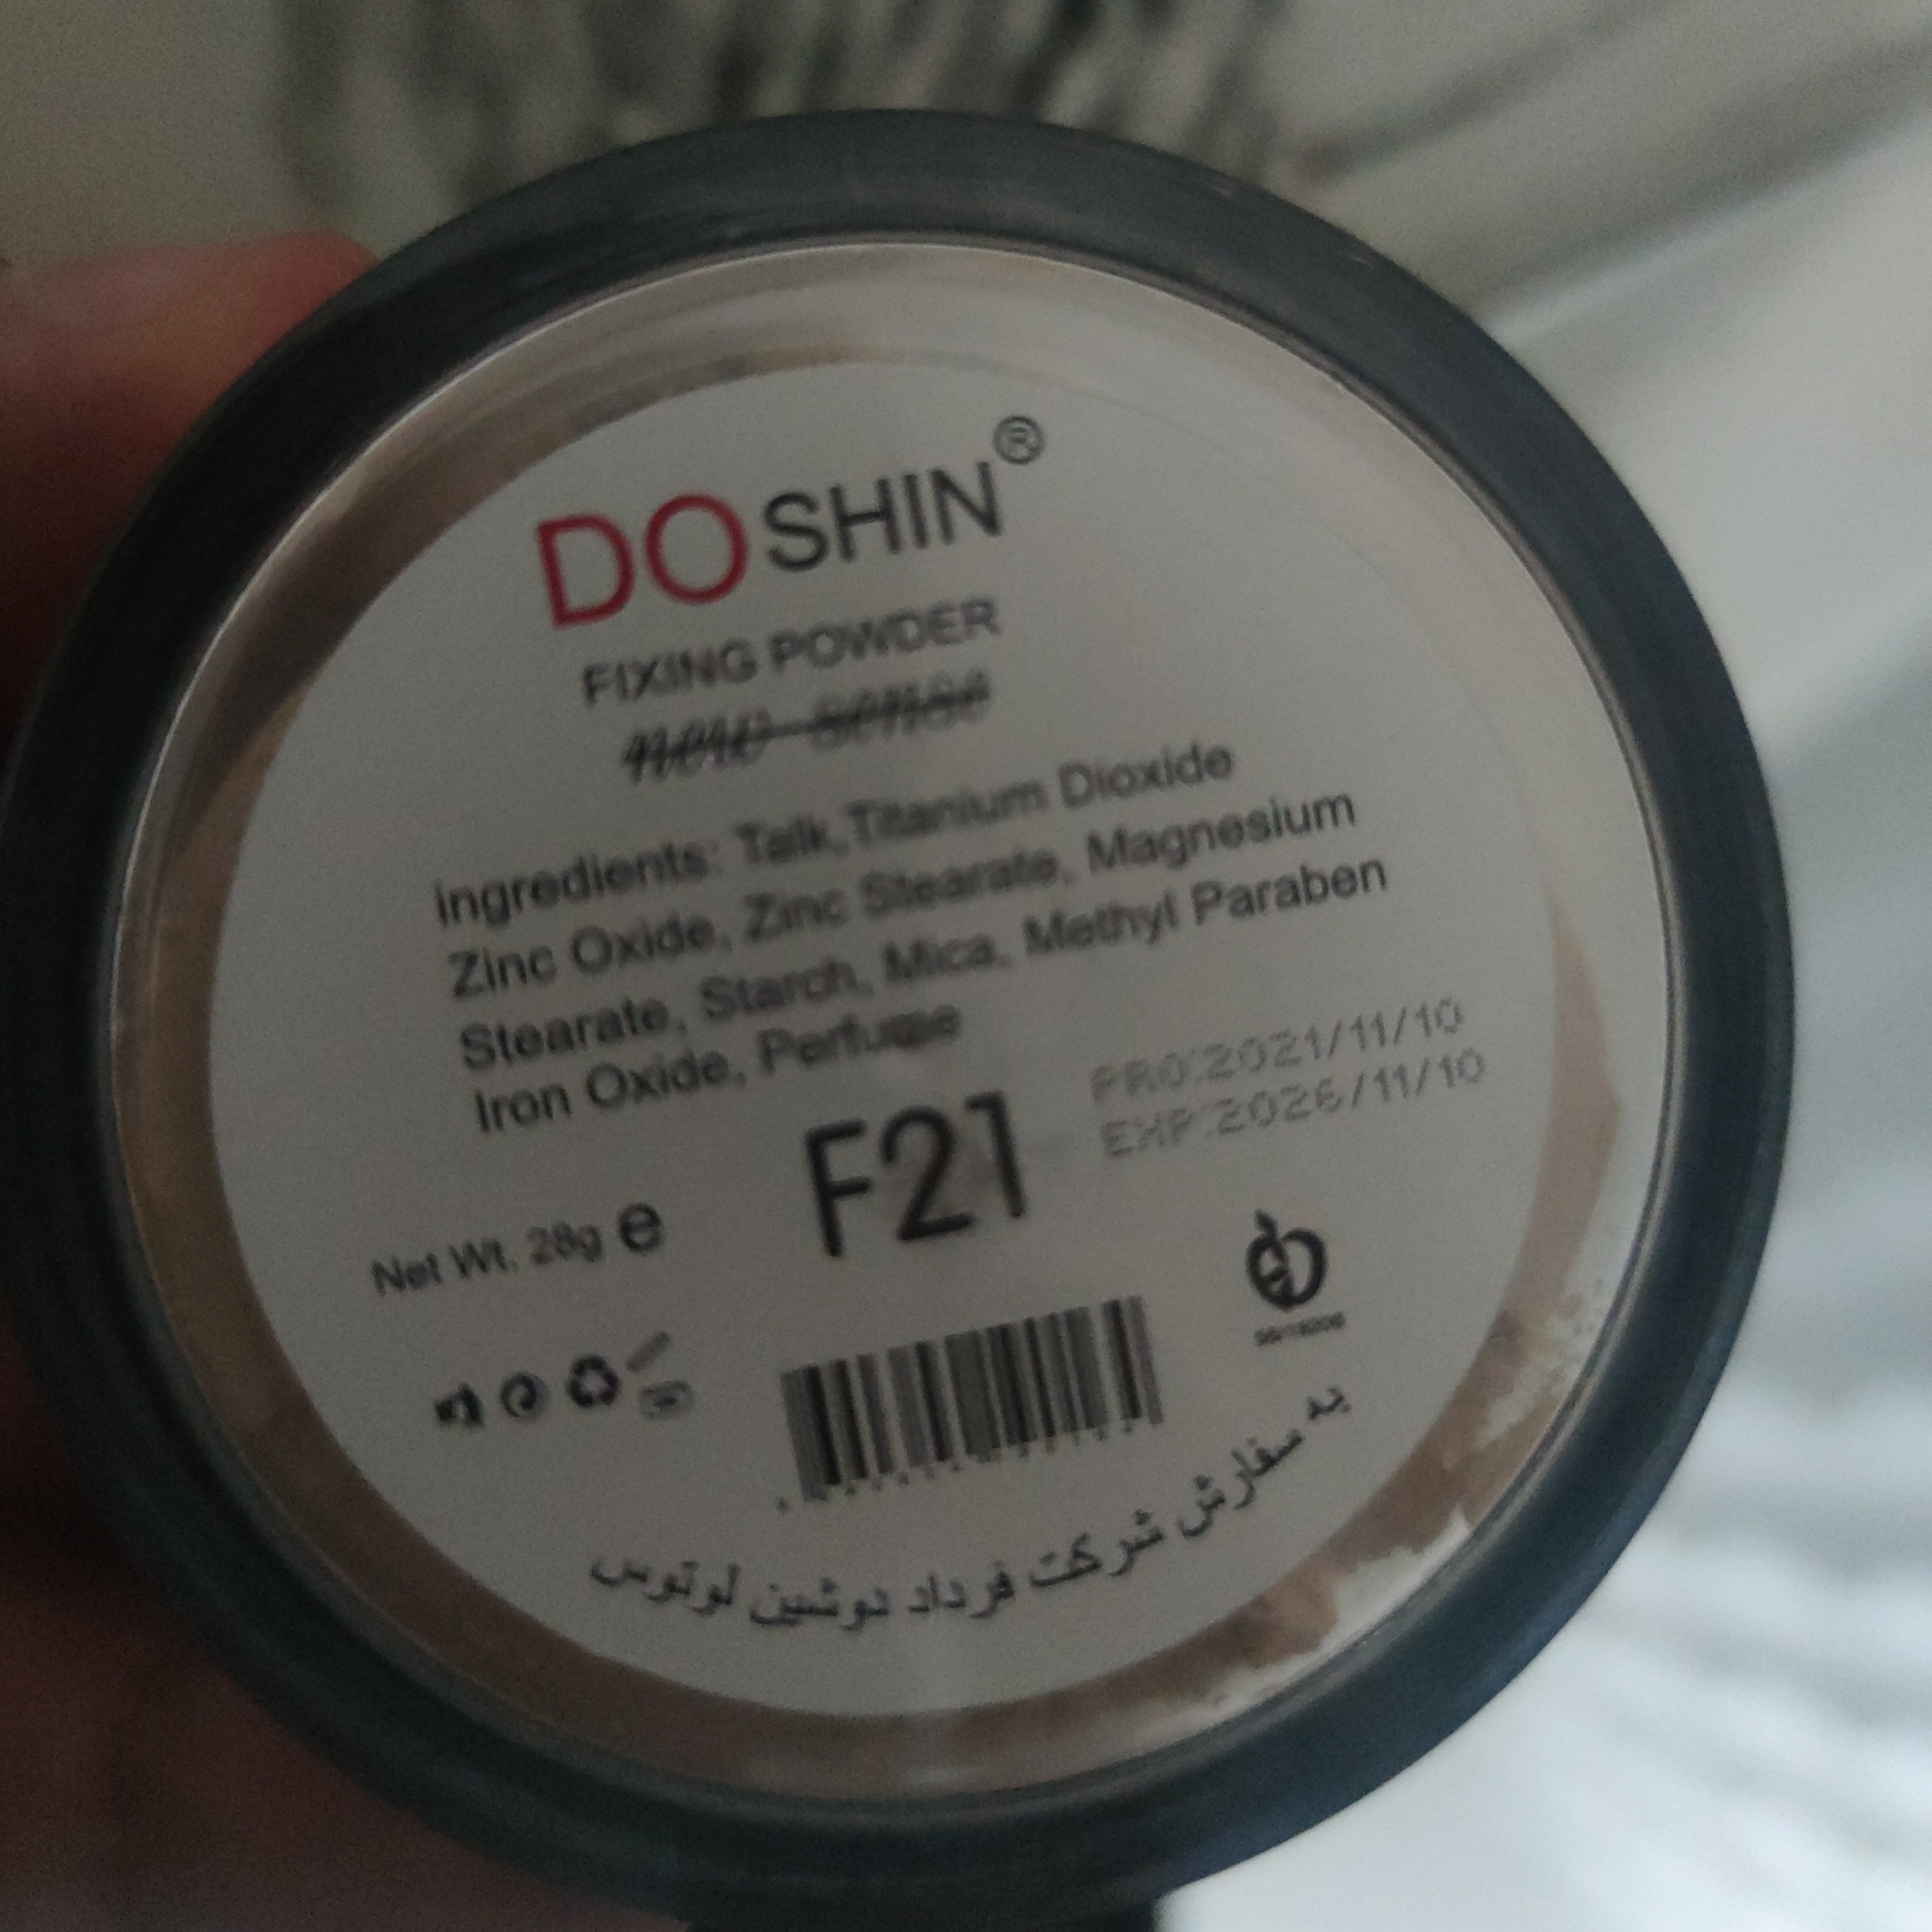 DOSHIN®
FIXING POWDER
new sense
ingredients: Talk,Titanium Dioxide
Zinc Oxide, Zinc Stearate, Magnesium
Stearate, Starch, Mica, Methyl Paraben
Iron Oxide, Perfume
PRO:2021/11/10
EXP:2026/11/10
F21
Net Wt. 28g e
به سفارش شرکت فرداد دوشین لوتوس